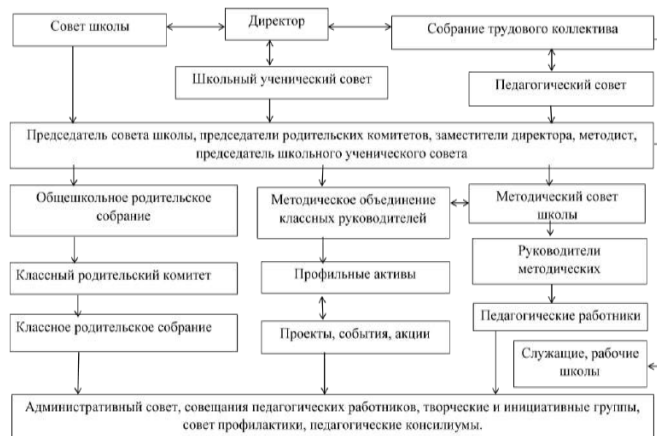 Совет школы
Директор
Собрание трудового коллектива
Школьный ученический совет
Педагогический совет
Председатель совета школы, председатели родительских комитетов, заместители директора, методист,
председатель школьного ученического совета
Общешкольное родительское
собрание
Методическое объединение
классных руководителей
Методический совет
школы
Руководители
методических
Классный родительский комитет
Профильные активы
Классное родительское собрание
Проекты, события, акции
Педагогические работники
Служащие, рабочие
школы
Административный совет, совещания педагогических работников, творческие и инициативные группы,
совет профилактики, педагогические консилиумы.